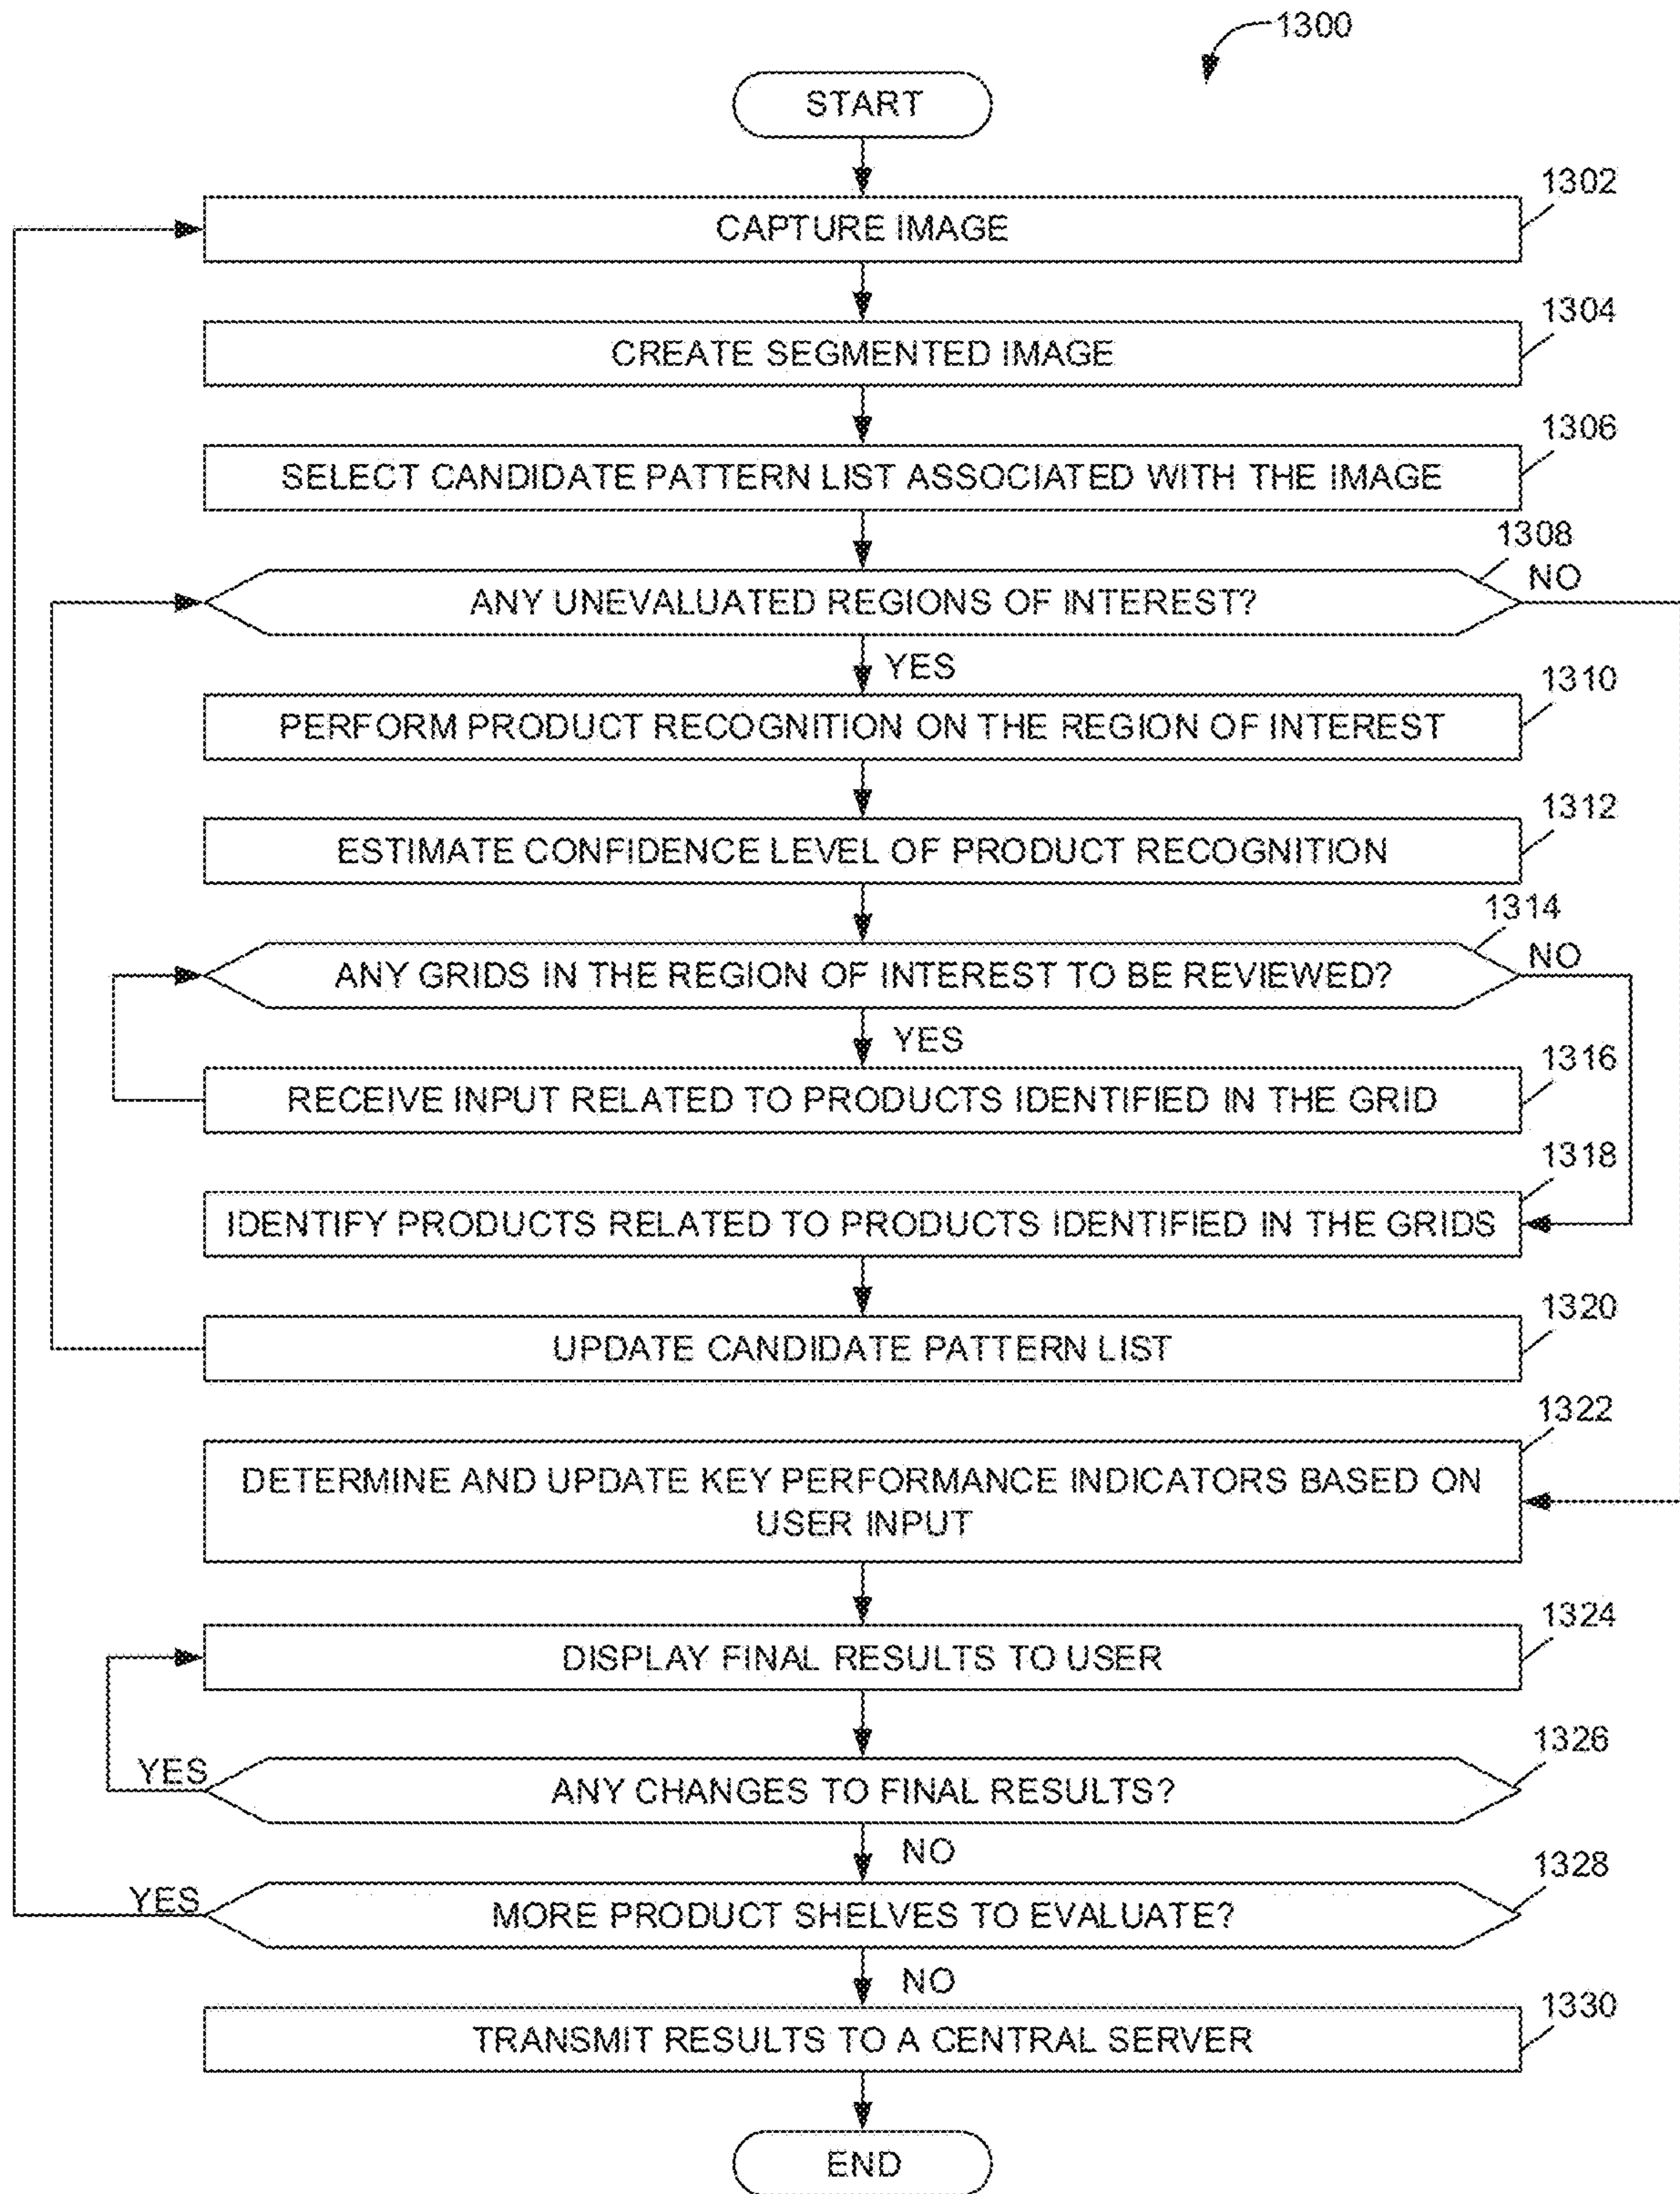 1300
START
1302
CAPTURE IMAGE
1304
CREATE SEGMENTED IMAGE
1306
SELECT CANDIDATE PATTERN LIST ASSOCIATED WITH THE IMAGE
1308
ANY UNEVALUATED REGIONS OF INTEREST?
NO
YES
1310
PERFORM PRODUCT RECOGNITION ON THE REGION OF INTEREST
1312
ESTIMATE CONFIDENCE LEVEL OF PRODUCT RECOGNITION
1314
ANY GRIDS IN THE REGION OF INTEREST TO BE REVIEWED?
NO
YES
1316
RECEIVE INPUT RELATED TO PRODUCTS IDENTIFIED IN THE GRID
1318
IDENTIFY PRODUCTS RELATED TO PRODUCTS IDENTIFIED IN THE GRIDS
1320
UPDATE CANDIDATE PATTERN LIST
1322
DETERMINE AND UPDATE KEY PERFORMANCE INDICATORS BASED ON
USER INPUT
1324
DISPLAY FINAL RESULTS TO USER
1326
YES
ANY CHANGES TO FINAL RESULTS?
NO
1328
YES
MORE PRODUCT SHELVES TO EVALUATE?
NO
1330
TRANSMIT RESULTS TO A CENTRAL SERVER
END